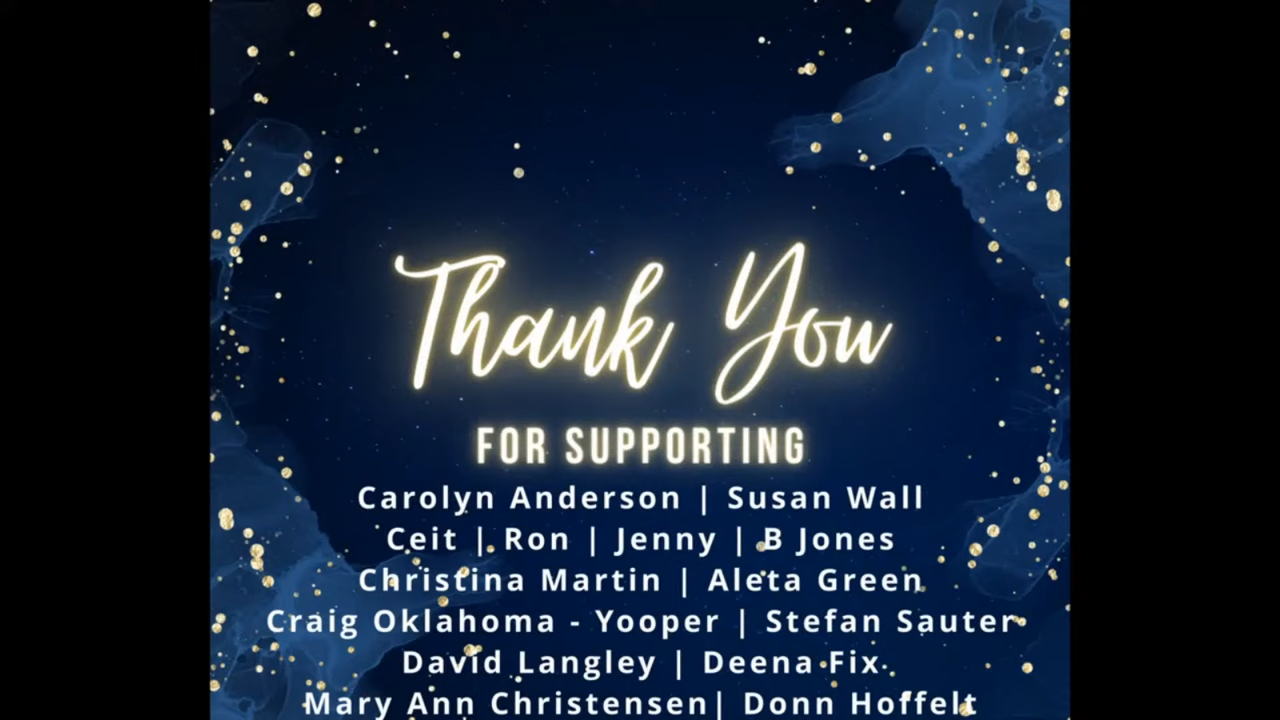 Thank You
FOR SUPPORTING
Carolyn Anderson | Susan Wall
Ceit | Ron | Jenny | B Jones
Christina Martin | Aleta Green
Craig Oklahoma - Yooper | Stefan Sauter
David Langley | Deena Fix
Mary Ann Christensen| Donn Hoffelt